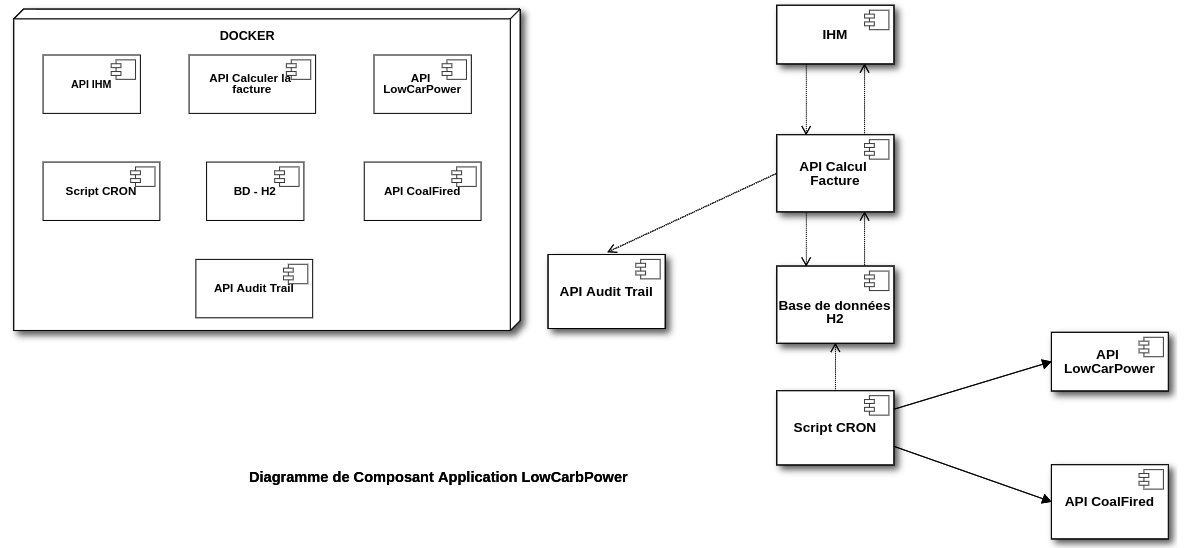 DOCKER
API IHM
API Calculer la
facture
API
LowCarPower
Script CRON
BD - H2
API CoalFired
API Audit Trail
IHM
API Calcul
Facture
API Audit Trail
Base de données
H2
Script CRON
API
LowCarPower
API CoalFired
Diagramme de Composant Application LowCarbPower